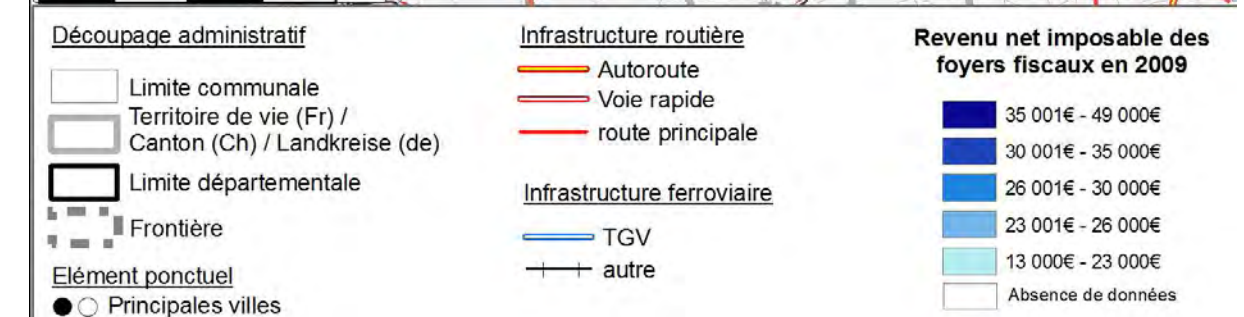 Découpage administratif
Limite communale
Territoire de vie (Fr) /
Canton (Ch) / Landkreise (de)
Limite départementale
Frontière
Elément ponctuel
Principales villes
Infrastructure routière
Autoroute
Voie rapide
route principale
Infrastructure ferroviaire
TGV
autre
Revenu net imposable des
foyers fiscaux en 2009
35 001€ - 49 000€
30 001€ - 35 000€
26 001€ - 30 000€
23 001€ - 26 000€
13 000€ - 23 000€
Absence de données